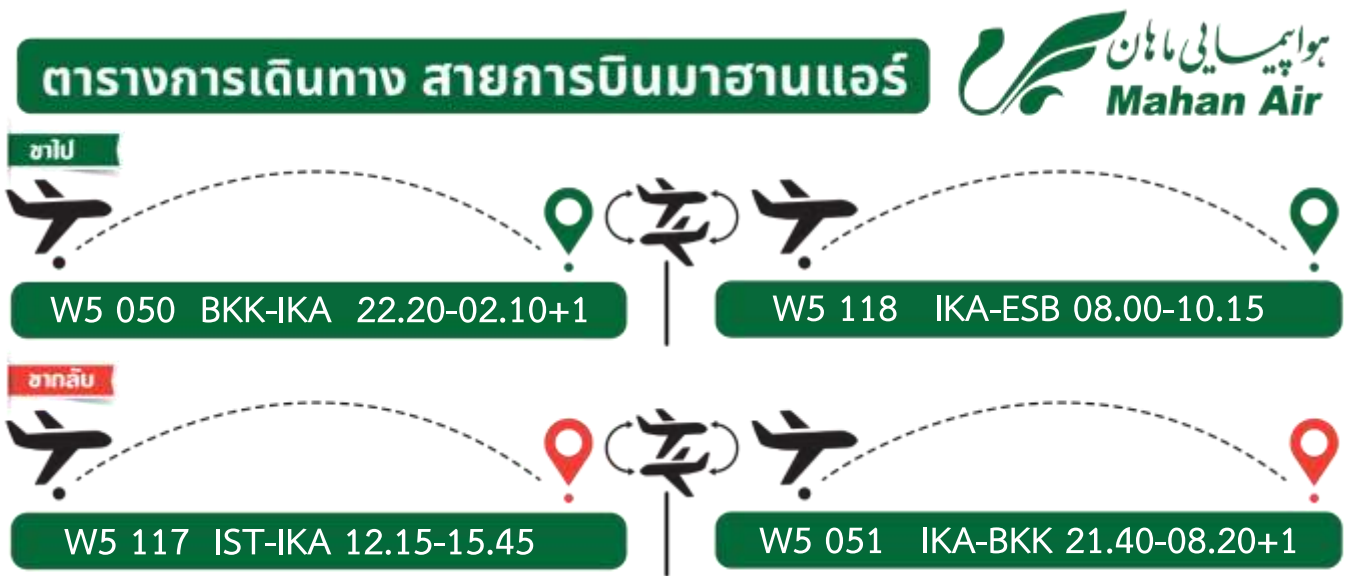 ตารางการเดินทาง สายการบินมาฮานแอร์
هواپیمایی ماهان
Mahan Air
ขาไป
W5 050 BKK-IKA 22.20-02.10+1
W5 118 IKA-ESB 08.00-10.15
ขากลับ
W5 117 IST-IKA 12.15-15.45
W5 051 IKA-BKK 21.40-08.20+1